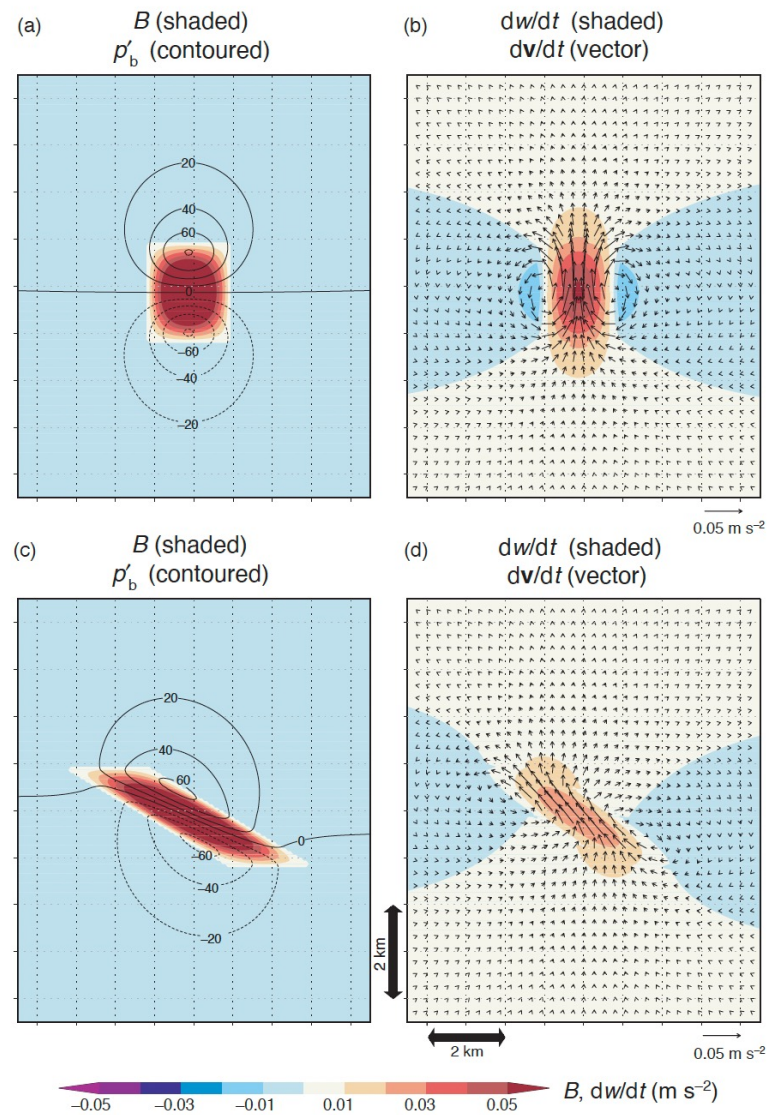 (a)
B (shaded)
p′b (contoured)
20
40
60
0
−60
−40
−20
(b)
dw/dt (shaded)
dv/dt (vector)
0.05 m s–2
(c)
B (shaded)
p′b (contoured)
20
40
60
0
−60
−40
−20
2 km
(d)
dw/dt (shaded)
dv/dt (vector)
2 km
0.05 m s–2
−0.05 −0.03 −0.01 0.01 0.03 0.05 B, dw/dt (m s–2)